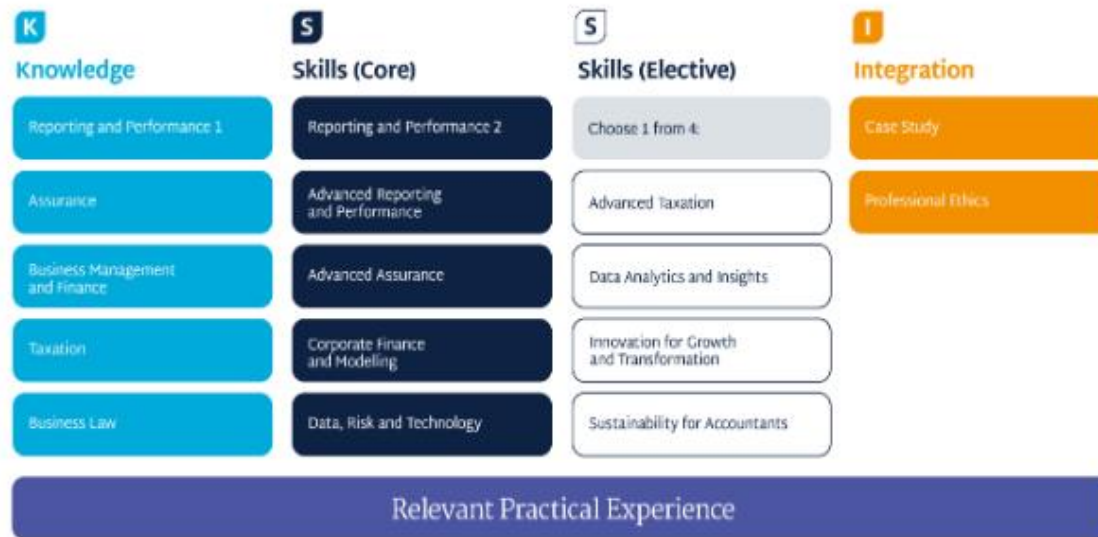 K
Knowledge
Reporting and Performance 1
Assurance
Business Management
and Finance
Taxation
Business Law
S
Skills (Core)
Reporting and Performance 2
Advanced Reporting
and Performance
Advanced Assurance
Corporate Finance
and Modelling
Data, Risk and Technology
S
Skills (Elective)
Choose 1 from 4:
Advanced Taxation
Data Analytics and Insights
Innovation for Growth
and Transformation
Sustainability for Accountants
I
Integration
Case Study
Professional Ethics
Relevant Practical Experience